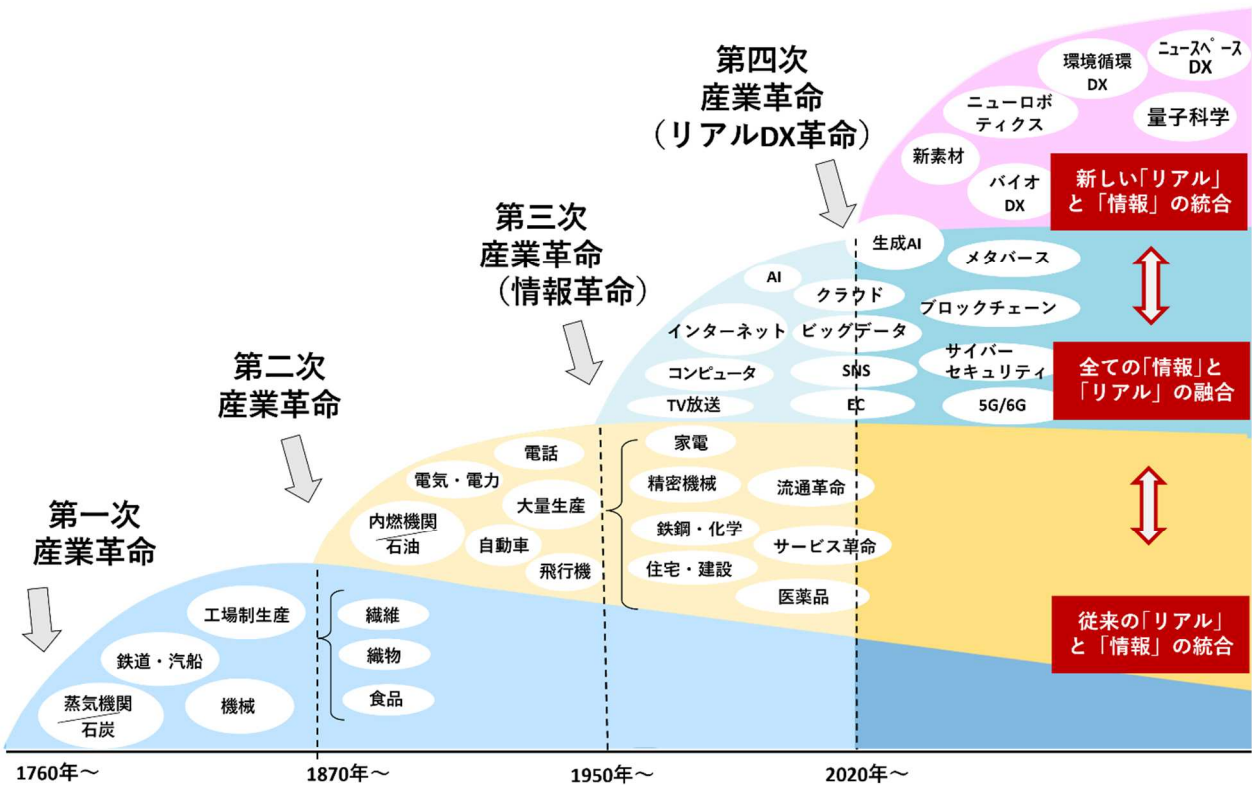 第一次
産業革命
蒸気機関
石炭
鉄道・汽船
工場制生産
機械
繊維
織物
食品
第二次
産業革命
内燃機関
石油
電気・電力
電話
大量生産
自動車
飛行機
家電
精密機械
鉄鋼・化学
住宅・建設
流通革命
サービス革命
医薬品
第三次
産業革命
（情報革命）
AI
インターネット
コンピュータ
TV放送
クラウド
ビッグデータ
SNS
EC
生成AI
メタバース
ブロックチェーン
サイバー
セキュリティ
5G/6G
第四次
産業革命
（リアルDX革命）
新素材
ニューロボ
ティクス
環境循環
DX
ニュースペース
DX
量子科学
バイオ
DX
新しい「リアル」
と「情報」の統合
全ての「情報」と
「リアル」の融合
従来の「リアル」
と「情報」の統合
1760年～
1870年～
1950年～
2020年～